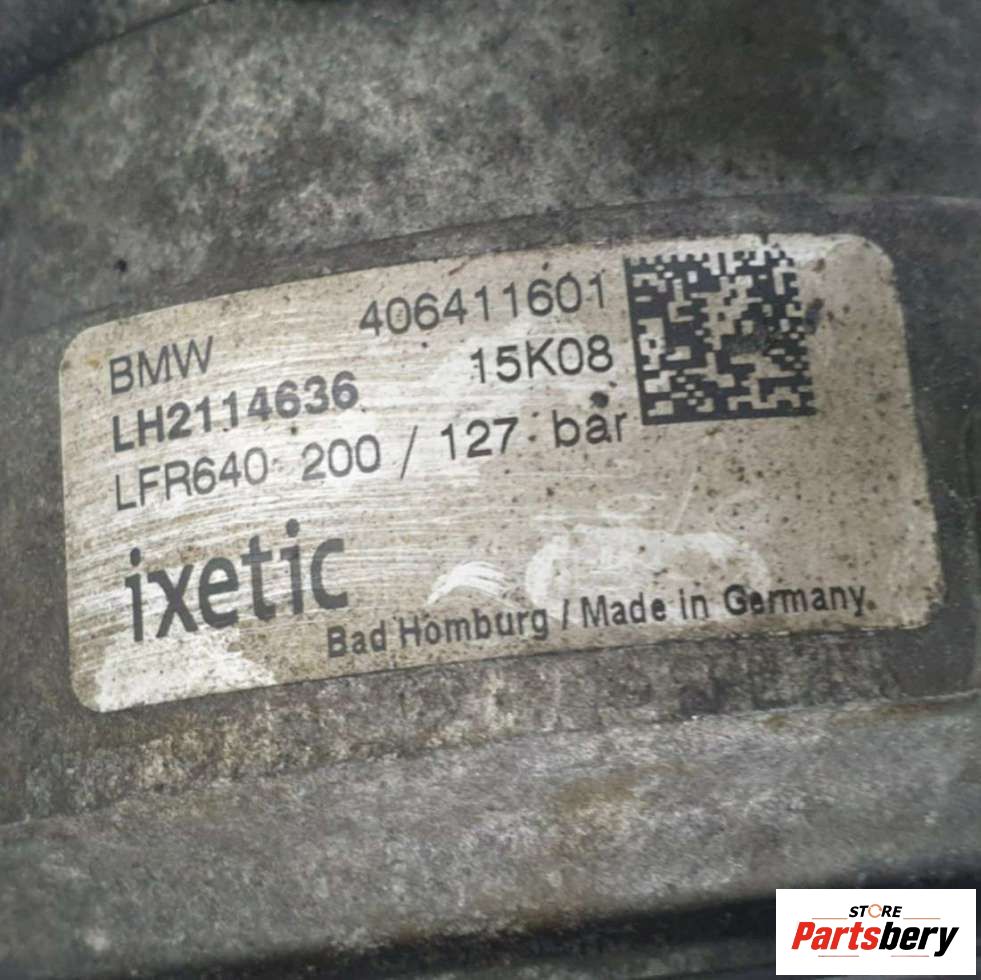 BMW 406411601
LH2114636 15K08
LFR640 200 / 127 bar
ixetic
Bad Homburg / Made in Germany
STORE
Partsbery